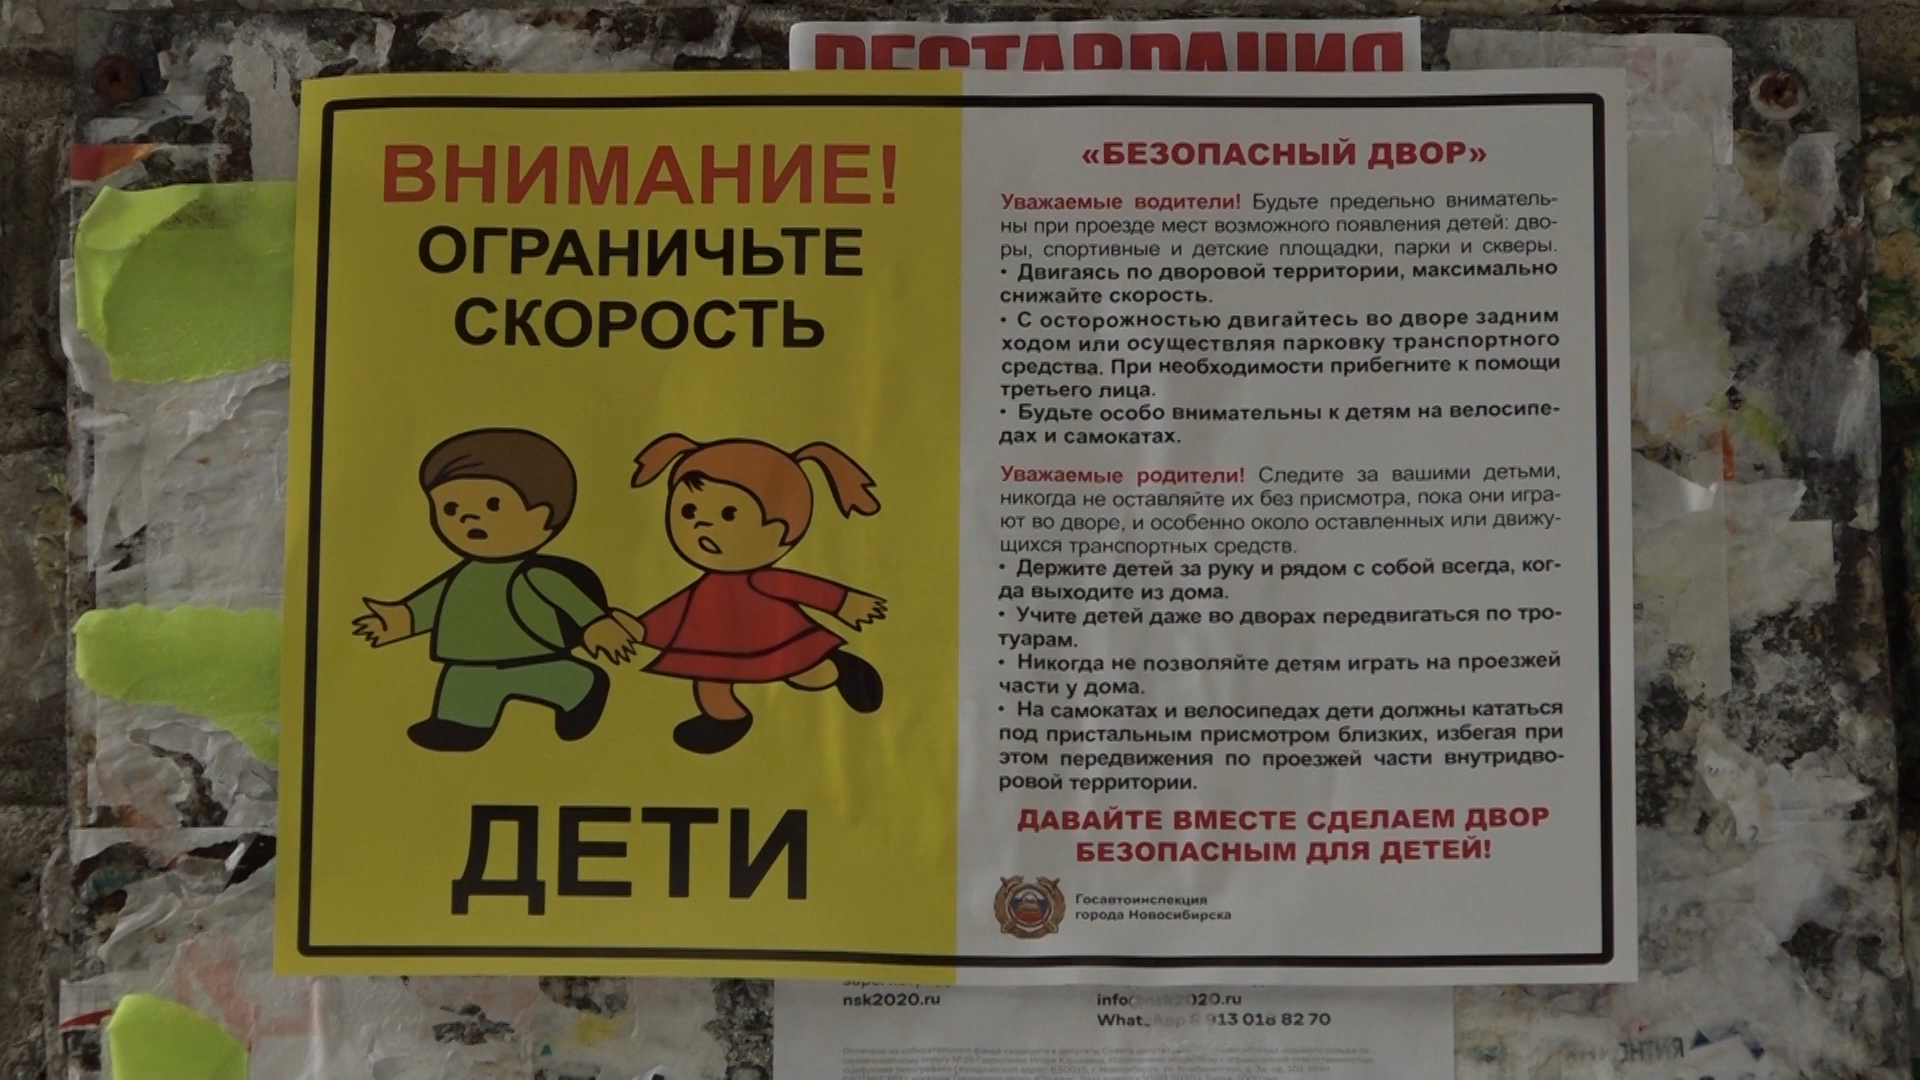 РЕСТАВРАЦИЯ
ВНИМАНИЕ!
ОГРАНИЧЬТЕ
СКОРОСТЬ
ДЕТИ
«БЕЗОПАСНЫЙ ДВОР»
Уважаемые водители! Будьте предельно вниматель-
ны при проезде мест возможного появления детей: дво-
ры, спортивные и детские площадки, парки и скверы.
• Двигаясь по дворовой территории, максимально
снижайте скорость.
• С осторожностью двигайтесь во дворе задним
ходом или осуществляя парковку транспортного
средства. При необходимости прибегните к помощи
третьего лица.
• Будьте особо внимательны к детям на велосипе-
дах и самокатах.
Уважаемые родители! Следите за вашими детьми,
никогда не оставляйте их без присмотра, пока они игра-
ют во дворе, и особенно около оставленных или движу-
щихся транспортных средств.
• Держите детей за руку и рядом с собой всегда, ког-
да выходите из дома.
• Учите детей даже во дворах передвигаться по тро-
туарам.
• Никогда не позволяйте детям играть на проезжей
части у дома.
• На самокатах и велосипедах дети должны кататься
под пристальным присмотром близких, избегая при
этом передвижения по проезжей части внутридво-
ровой территории.
ДАВАЙТЕ ВМЕСТЕ СДЕЛАЕМ ДВОР
БЕЗОПАСНЫМ ДЛЯ ДЕТЕЙ!
Госавтоинспекция
города Новосибирска
nsk2020.ru
913 018 82 70